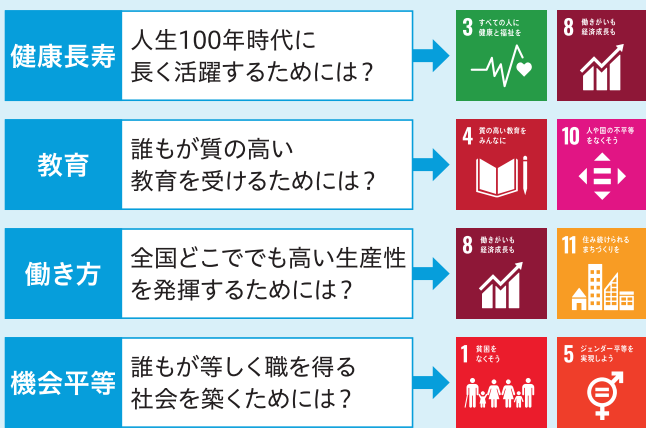 健康長寿
人生100年時代に
長く活躍するためには?
3 すべての人に
健康と福祉を
8 働きがいも
経済成長も
教育
誰もが質の高い
教育を受けるためには?
4 質の高い教育を
みんなに
10 人や国の不平等
をなくそう
働き方
全国どこででも高い生産性
を発揮するためには?
8 働きがいも
経済成長も
11 住み続けられる
まちづくりを
機会平等
誰もが等しく職を得る
社会を築くためには?
1 貧困を
なくそう
5 ジェンダー平等を
実現しよう